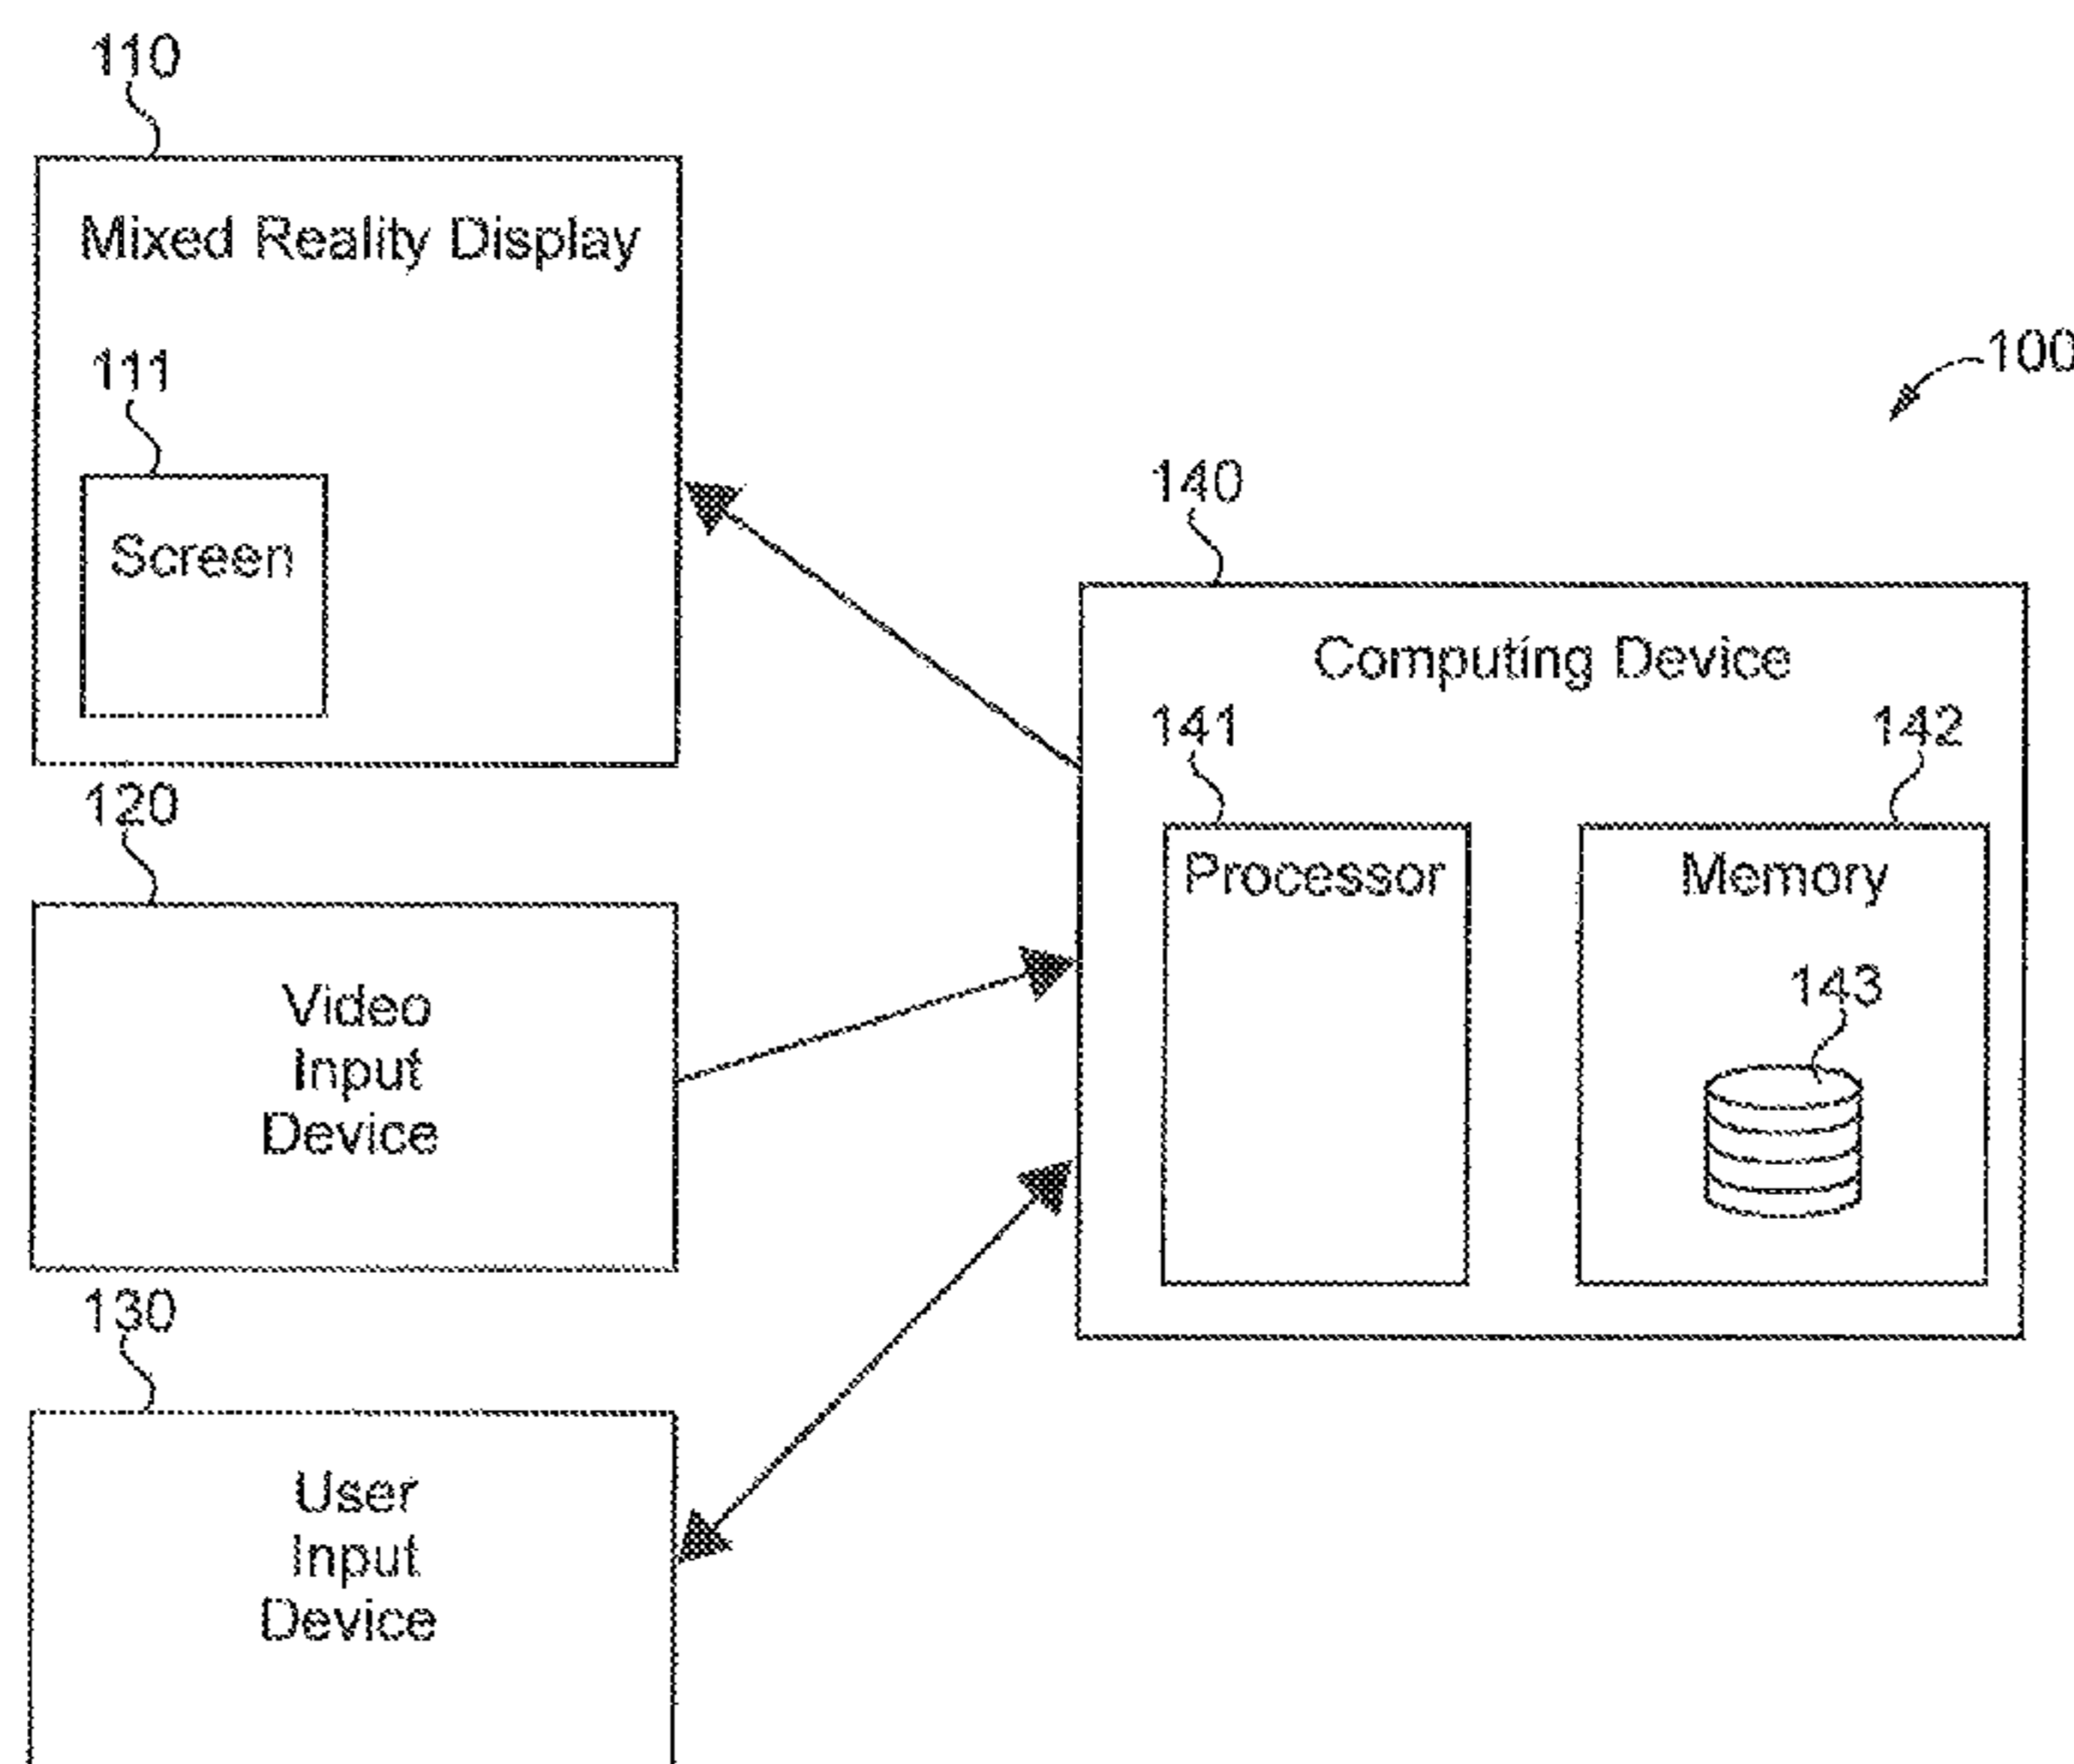 110
Mixed Reality Display
111
Screen
100
140
Computing Device
141
142
Processor
Memory
143
120
Video
Input
Device
130
User
Input
Device